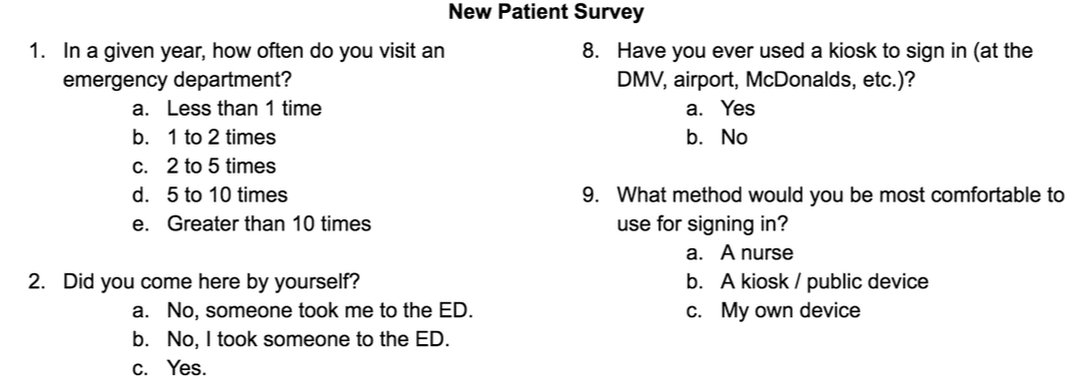 New Patient Survey
1. In a given year, how often do you visit an
emergency department?
a. Less than 1 time
b. 1 to 2 times
c. 2 to 5 times
d. 5 to 10 times
e. Greater than 10 times
2. Did you come here by yourself?
a. No, someone took me to the ED.
b. No, I took someone to the ED.
c. Yes.
8. Have you ever used a kiosk to sign in (at the
DMV, airport, McDonalds, etc.)?
a. Yes
b. No
9. What method would you be most comfortable to
use for signing in?
a. A nurse
b. A kiosk / public device
c. My own device